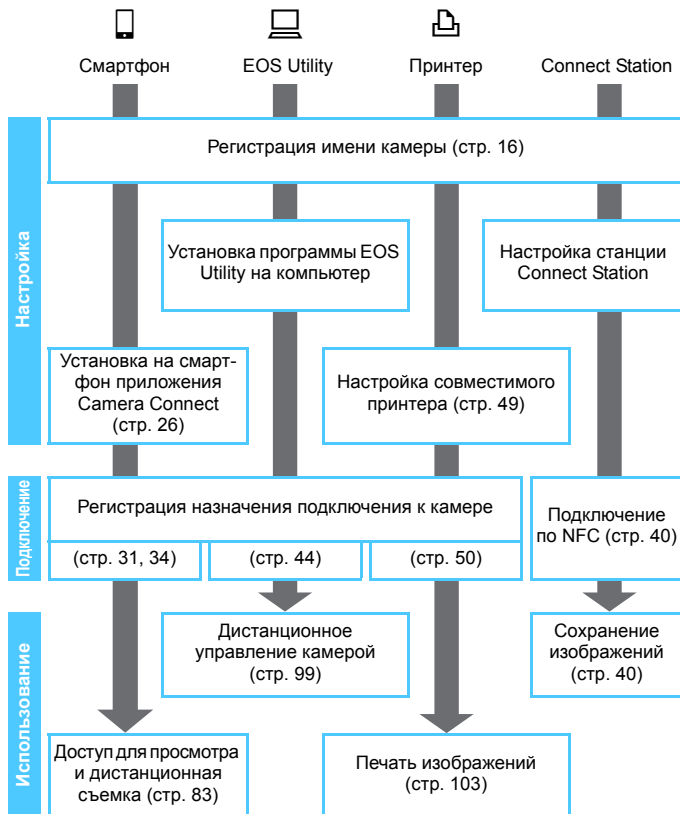 Смартфон
EOS Utility
Принтер
Connect Station
Настройка
Регистрация имени камеры (стр. 16)
Установка программы EOS
Utility на компьютер
Настройка станции
Connect Station
Установка на смарт-
фон приложения
Camera Connect
(стр. 26)
Настройка совместимого
принтера (стр. 49)
Подключение
Регистрация назначения подключения к камере
(стр. 31, 34)
(стр. 44)
(стр. 50)
Подключение
по NFC (стр. 40)
Использование
Дистанционное
управление камерой
(стр. 99)
Сохранение
изображений
(стр. 40)
Доступ для просмотра
и дистанционная
съемка (стр. 83)
Печать изображений
(стр. 103)